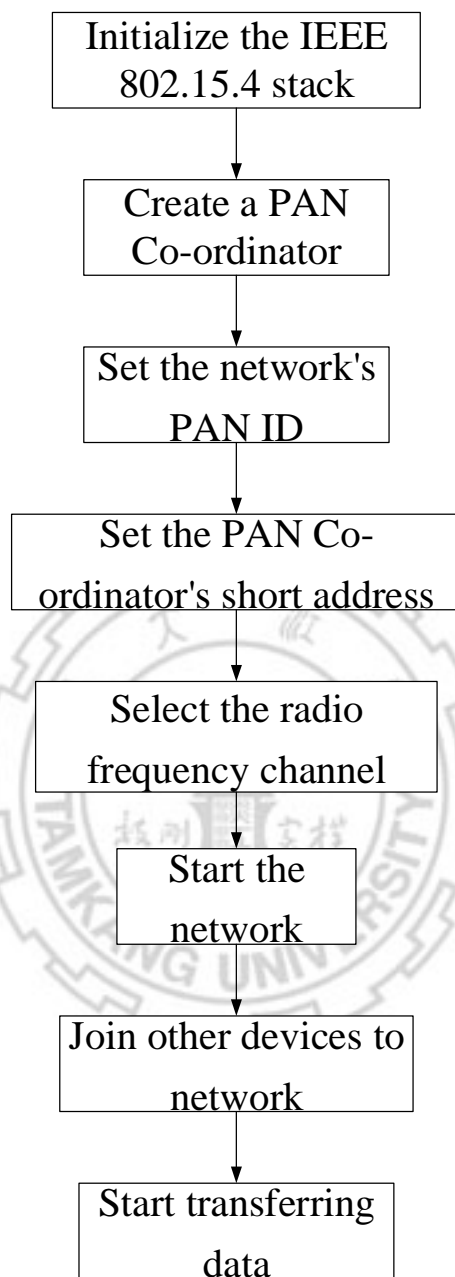 Initialize the IEEE
802.15.4 stack
Create a PAN
Co-ordinator
Set the network's
PAN ID
Set the PAN Co-
ordinator's short address
Select the radio
frequency channel
Start the
network
Join other devices to
network
Start transferring
data
TAMKANG UNIVERSITY